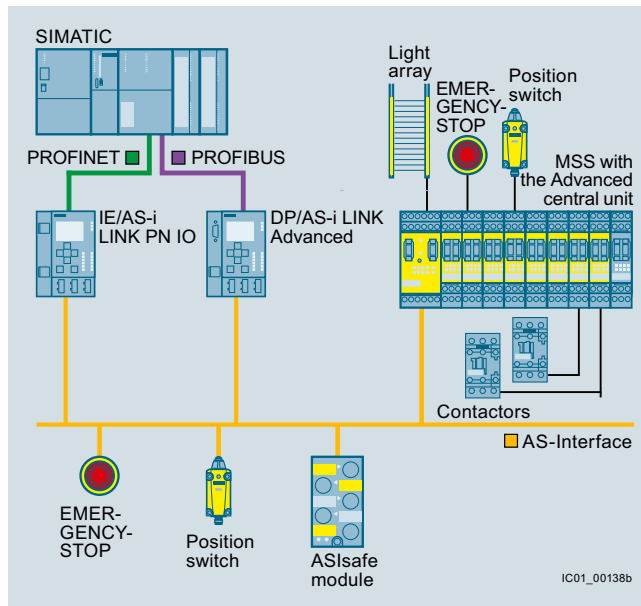 SIMATIC
Light
array
EMER-
GENCY-
STOP
Position
switch
PROFINET
PROFIBUS
MSS with
the Advanced
central unit
IE/AS-i
LINK PN IO
DP/AS-i LINK
Advanced
Contactors
AS-Interface
EMER-
GENCY-
STOP
Position
switch
ASIsafe
module
IC01_00138b